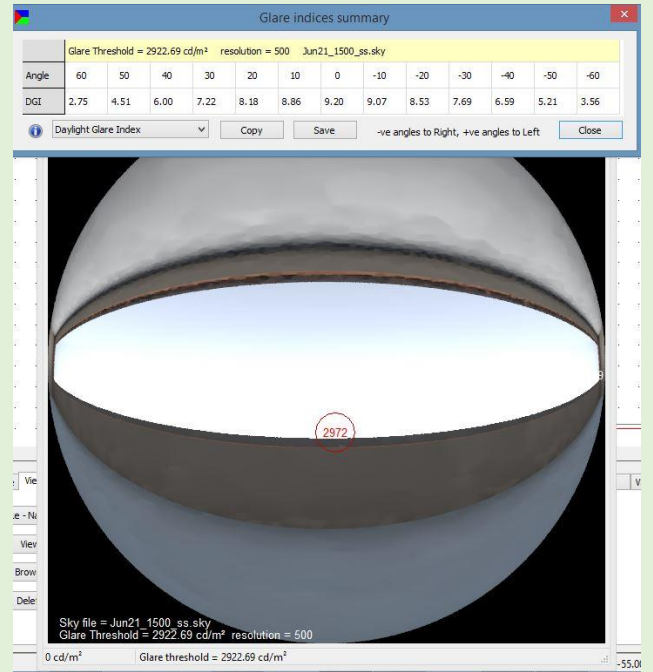 Glare indices summary
Glare Threshold = 2922.69 cd/m² resolution = 500 Jun21_1500_ss.sky
Angle 60 50 40 30 20 10 0 -10 -20 -30 -40 -50 -60
DGI 2.75 4.51 6.00 7.22 8.18 8.86 9.20 9.07 8.53 7.69 6.59 5.21 3.56
Daylight Glare Index Copy Save -ve angles to Right, +ve angles to Left Close
2972
Vie
View
Brow
Dele
Sky file = Jun21_1500_ss.sky
Glare Threshold = 2922.69 cd/m² resolution = 500
0 cd/m² Glare threshold = 2922.69 cd/m²